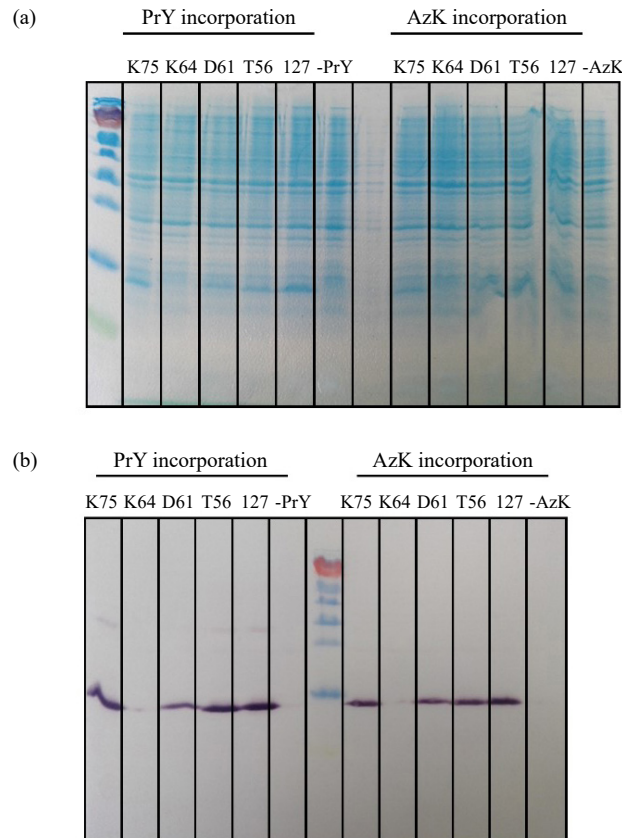 (a)
PrY incorporation
AzK incorporation
K75 K64 D61 T56 127 -PrY
K75 K64 D61 T56 127 -AzK
(b)
PrY incorporation
AzK incorporation
K75 K64 D61 T56 127 -PrY
K75 K64 D61 T56 127 -AzK